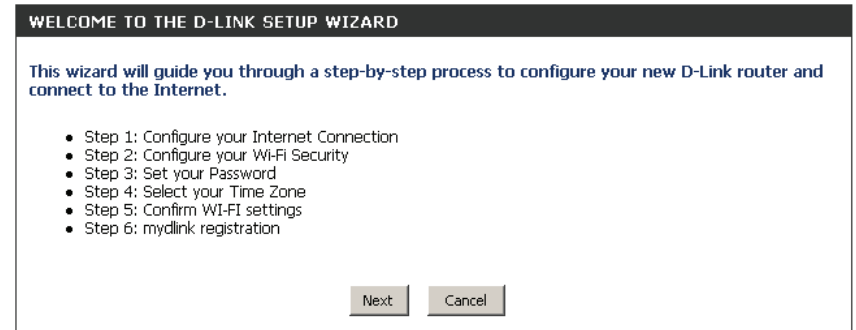 WELCOME TO THE D-LINK SETUP WIZARD
This wizard will guide you through a step-by-step process to configure your new D-Link router and
connect to the Internet.
• Step 1: Configure your Internet Connection
• Step 2: Configure your Wi-Fi Security
• Step 3: Set your Password
• Step 4: Select your Time Zone
• Step 5: Confirm WI-FI settings
• Step 6: mydlink registration
Next Cancel